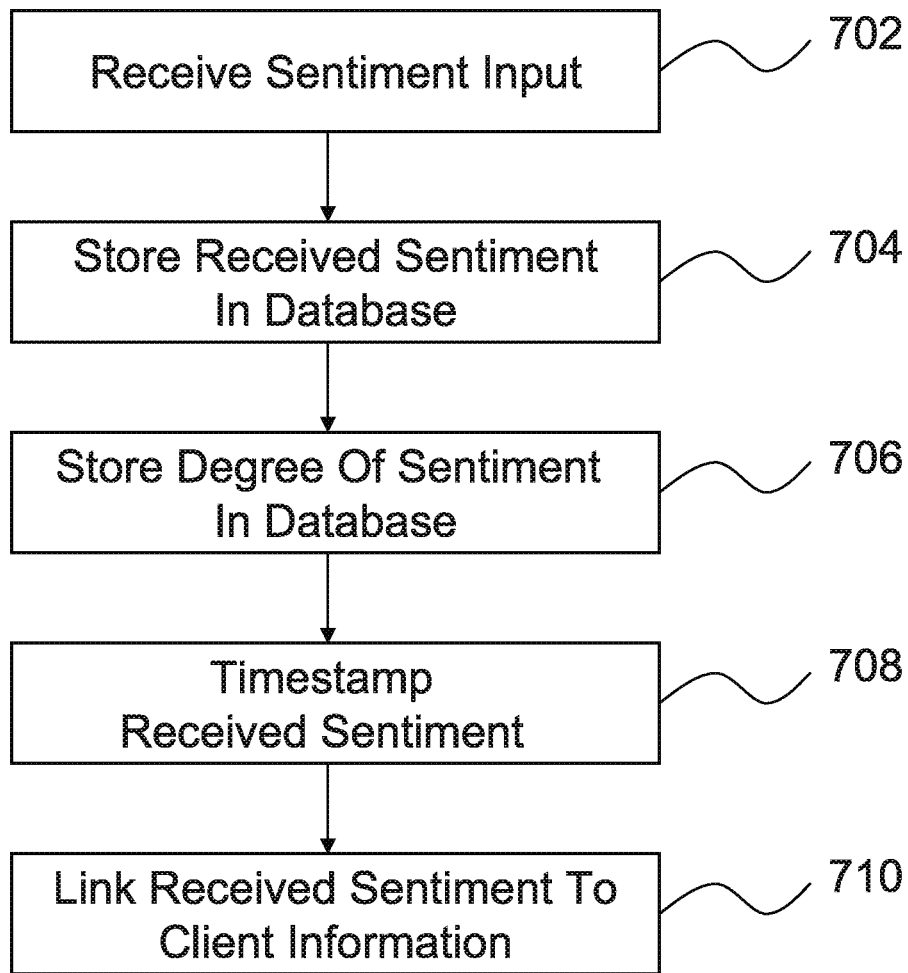 Receive Sentiment Input
702
Store Received Sentiment
In Database
704
Store Degree Of Sentiment
In Database
706
Timestamp
Received Sentiment
708
Link Received Sentiment To
Client Information
710